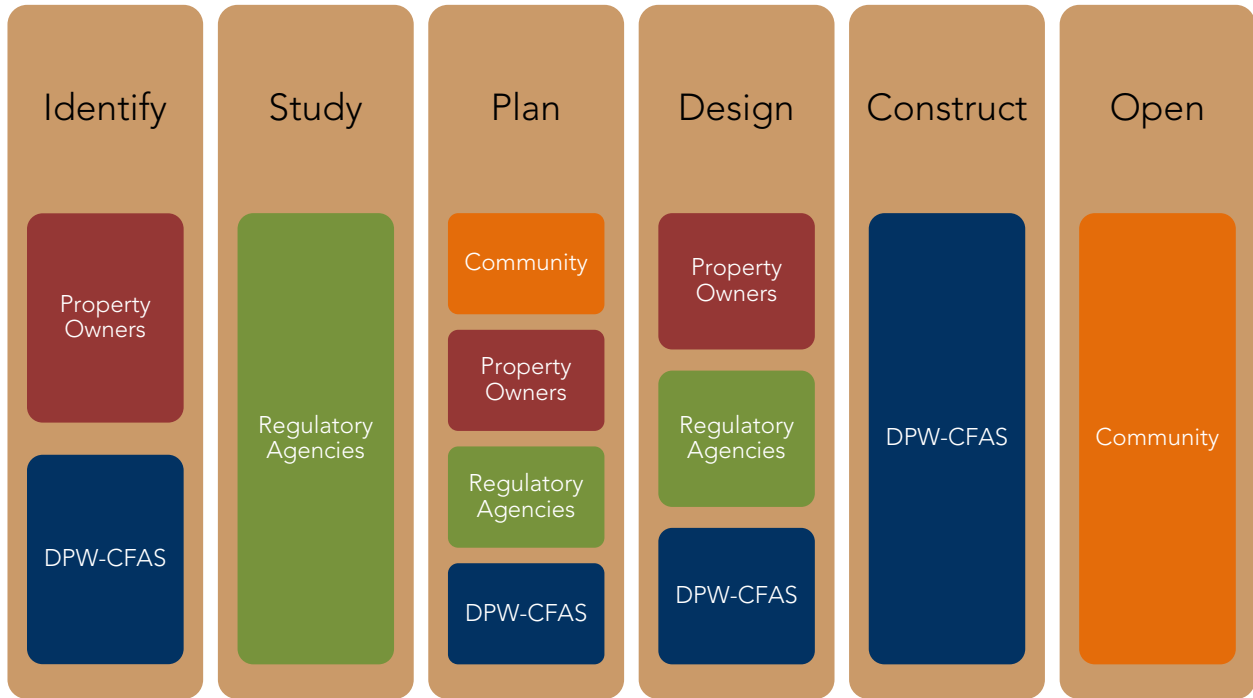 Identify
Property
Owners
DPW-CFAS
Study
Regulatory
Agencies
Plan
Community
Property
Owners
Regulatory
Agencies
DPW-CFAS
Design
Property
Owners
Regulatory
Agencies
DPW-CFAS
Construct
DPW-CFAS
Open
Community